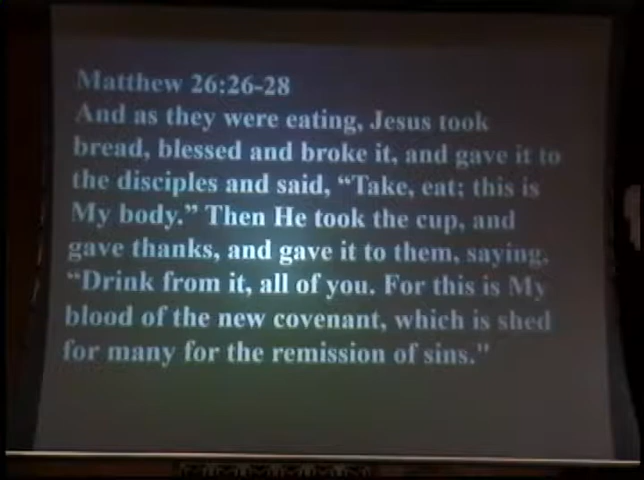 Matthew 26:26-28
And as they were eating, Jesus took
bread, blessed and broke it, and gave it to
the disciples and said, “Take, eat; this is
My body.” Then He took the cup, and
gave thanks, and gave it to them, saying,
“Drink from it, all of you. For this is My
blood of the new covenant, which is shed
for many for the remission of sins."